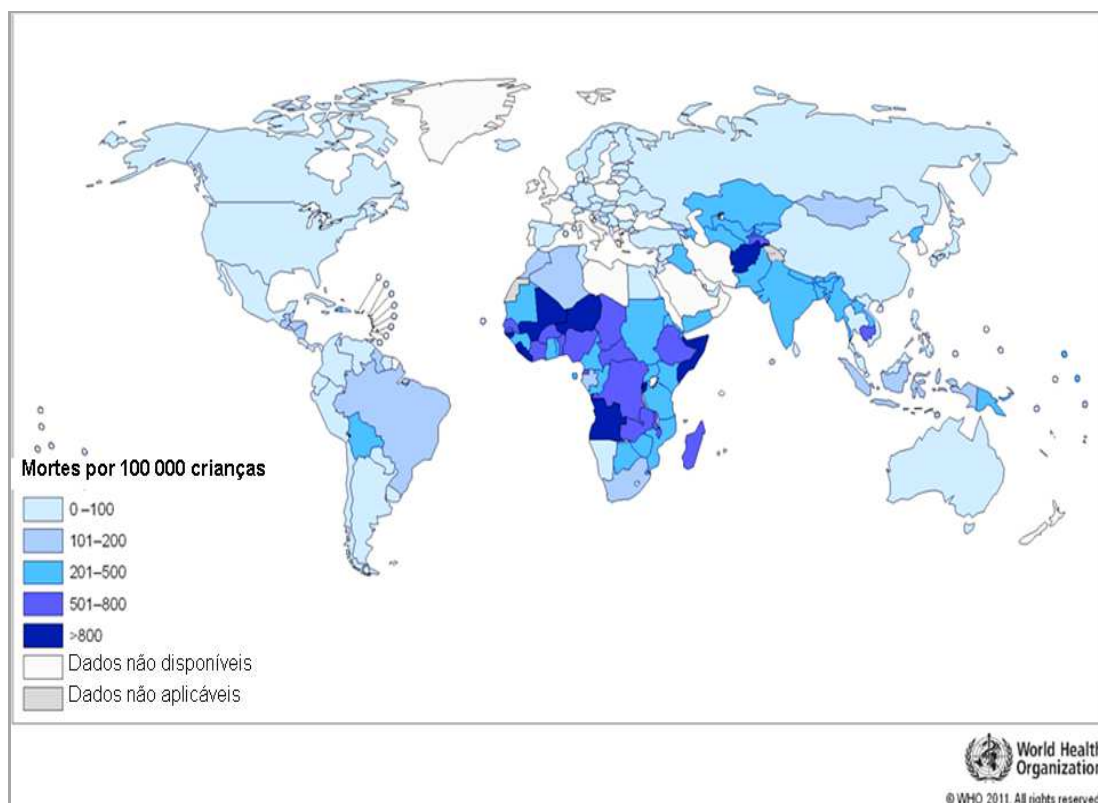 Mortes por 100 000 crianças
0–100
101–200
201–500
501–800
>800
Dados não disponíveis
Dados não aplicáveis
World Health
Organization
© WHO 2011. All rights reserved